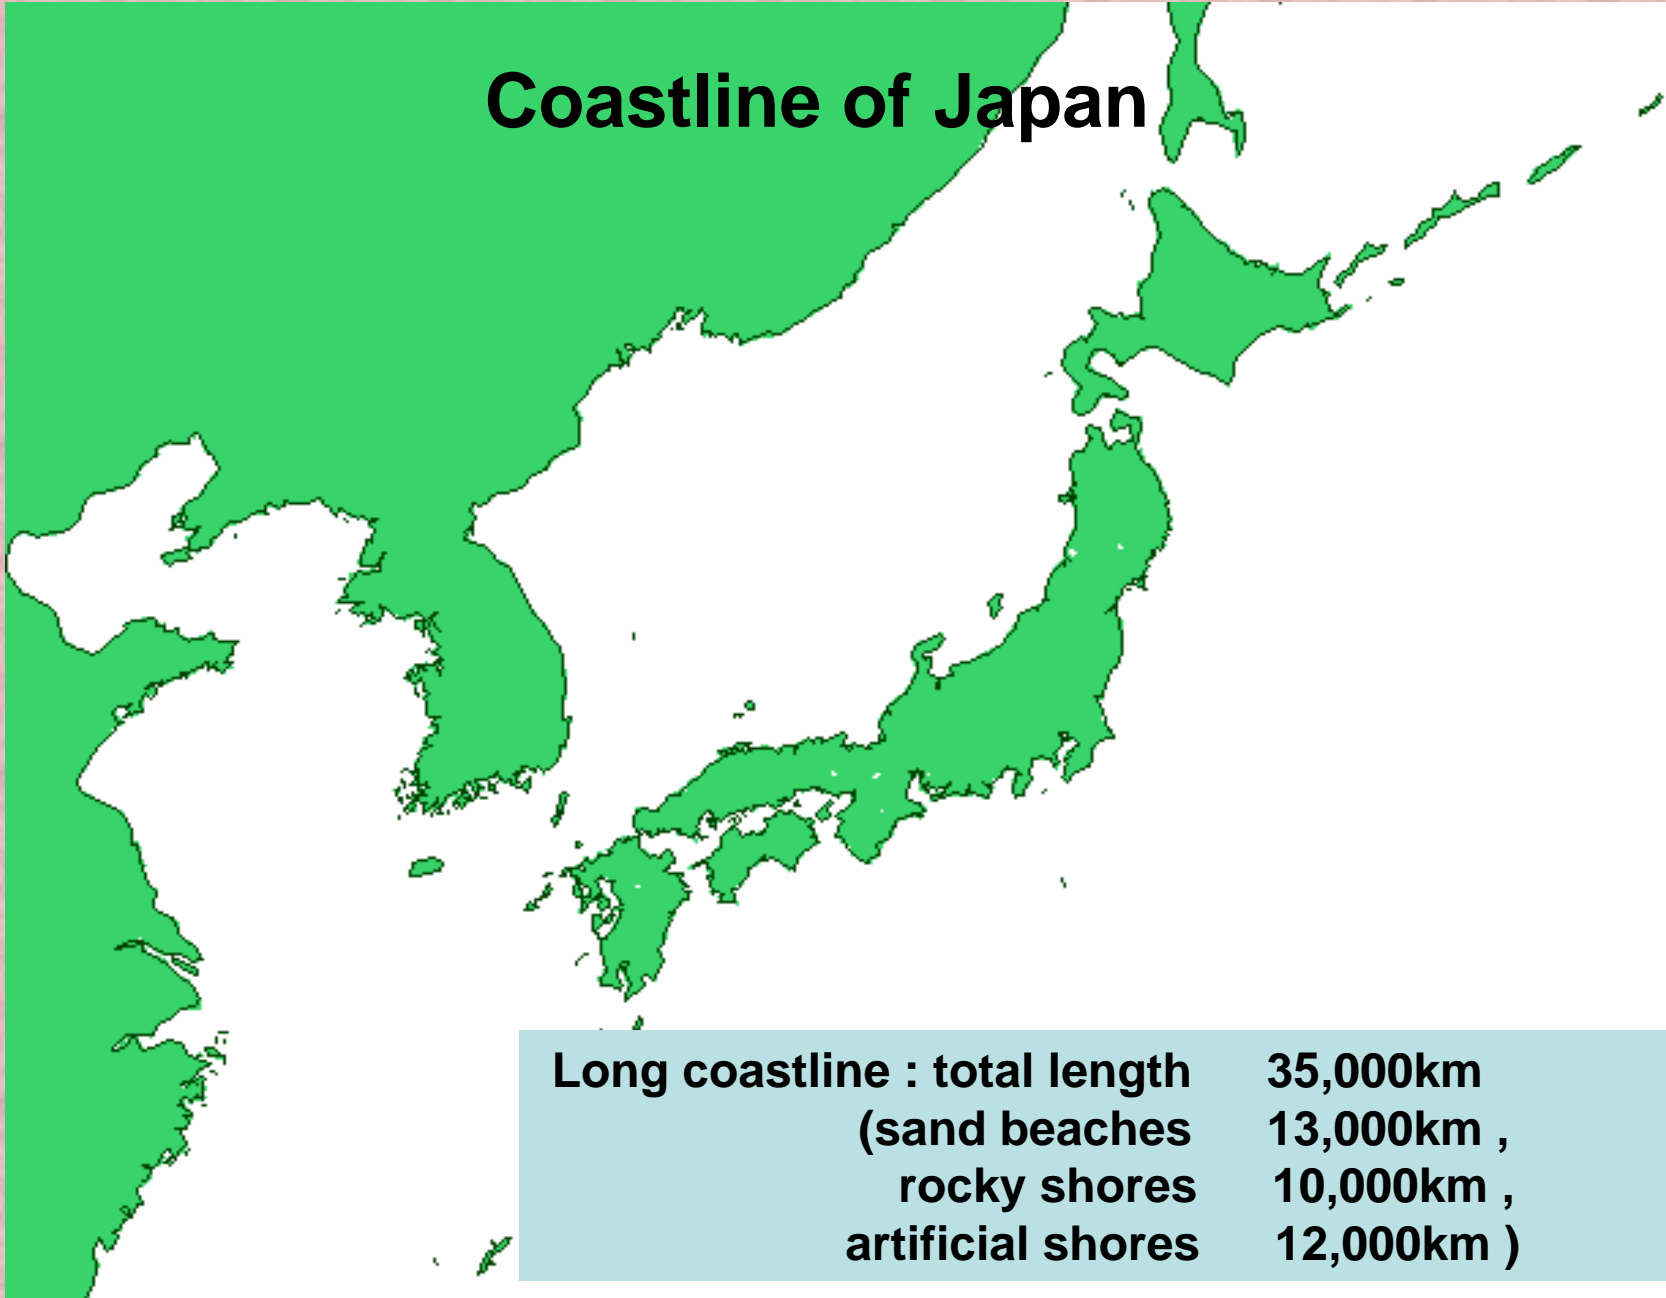 Coastline of Japan
Long coastline : total length 35,000km
(sand beaches 13,000km ,
rocky shores 10,000km ,
artificial shores 12,000km )